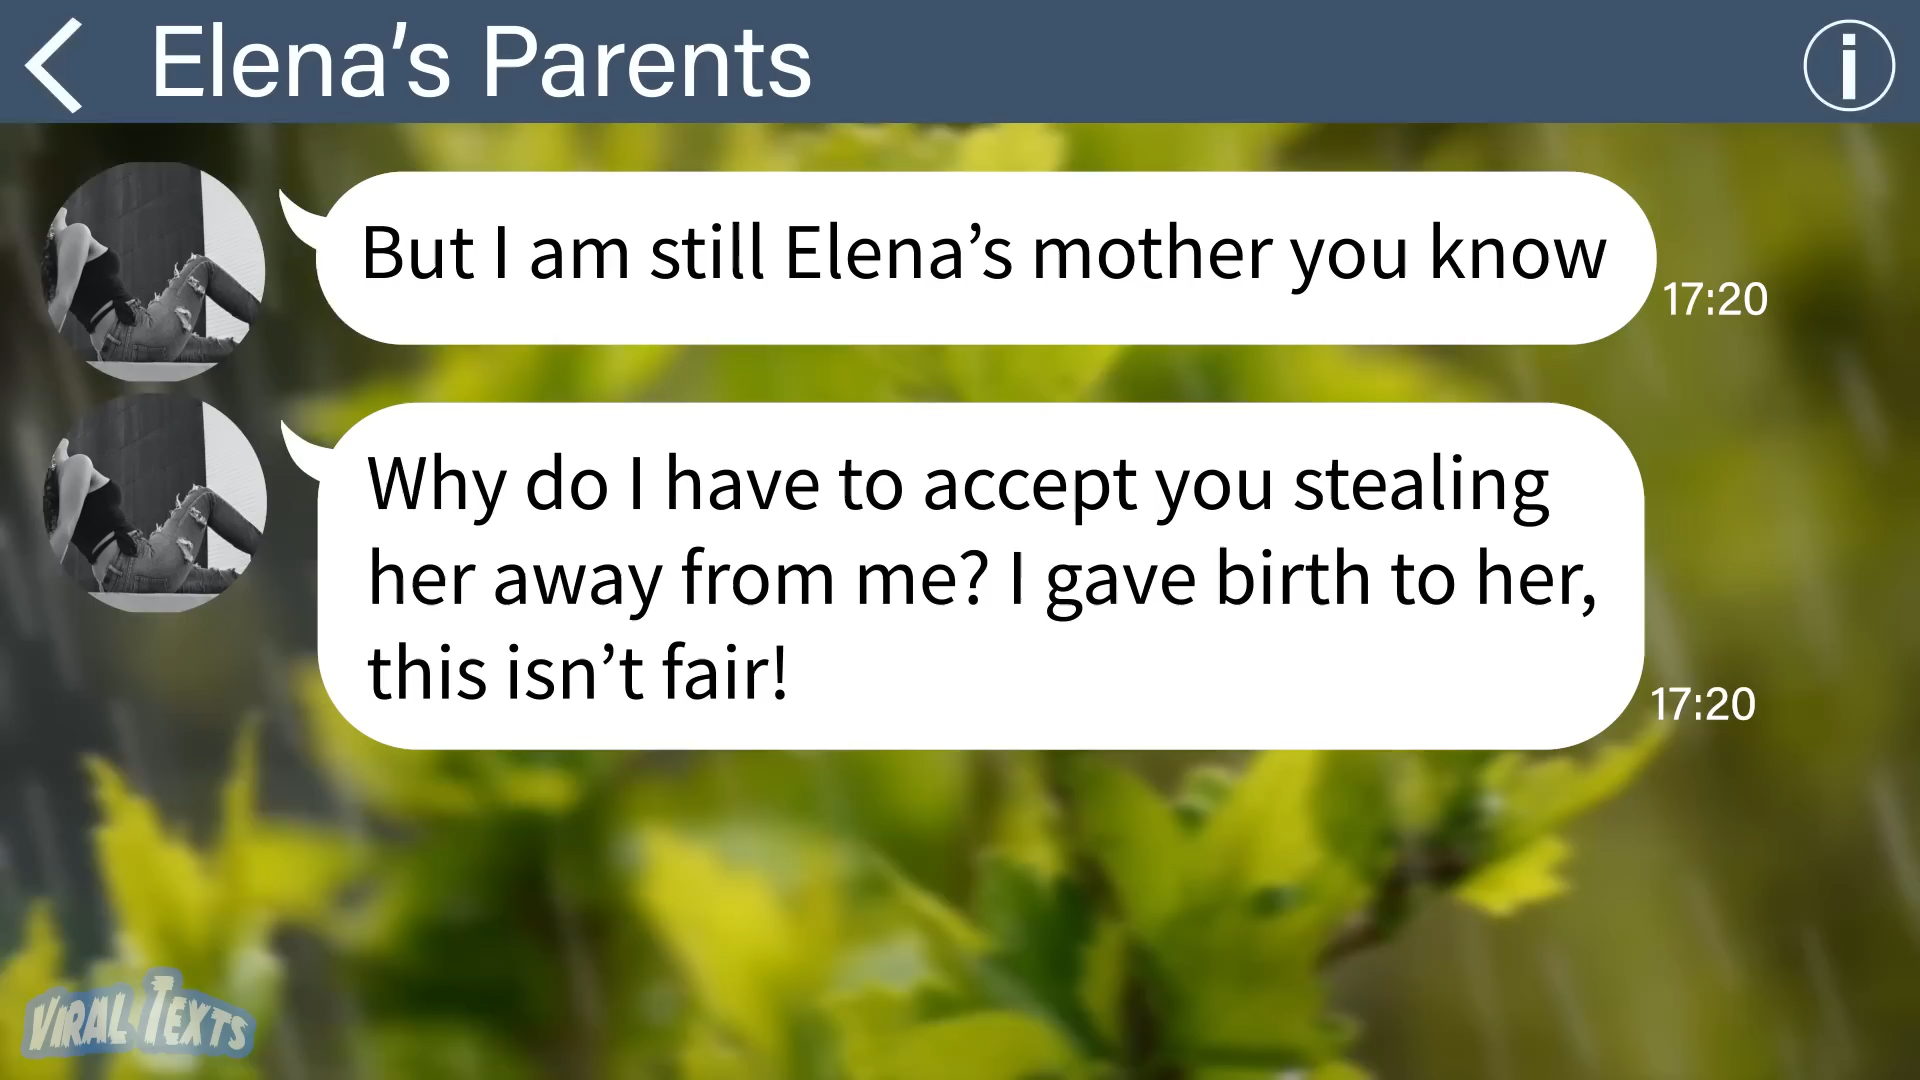 Elena’s Parents
But I am still Elena’s mother you know
17:20
Why do I have to accept you stealing
her away from me? I gave birth to her,
this isn’t fair!
17:20
VIRAL TEXTS